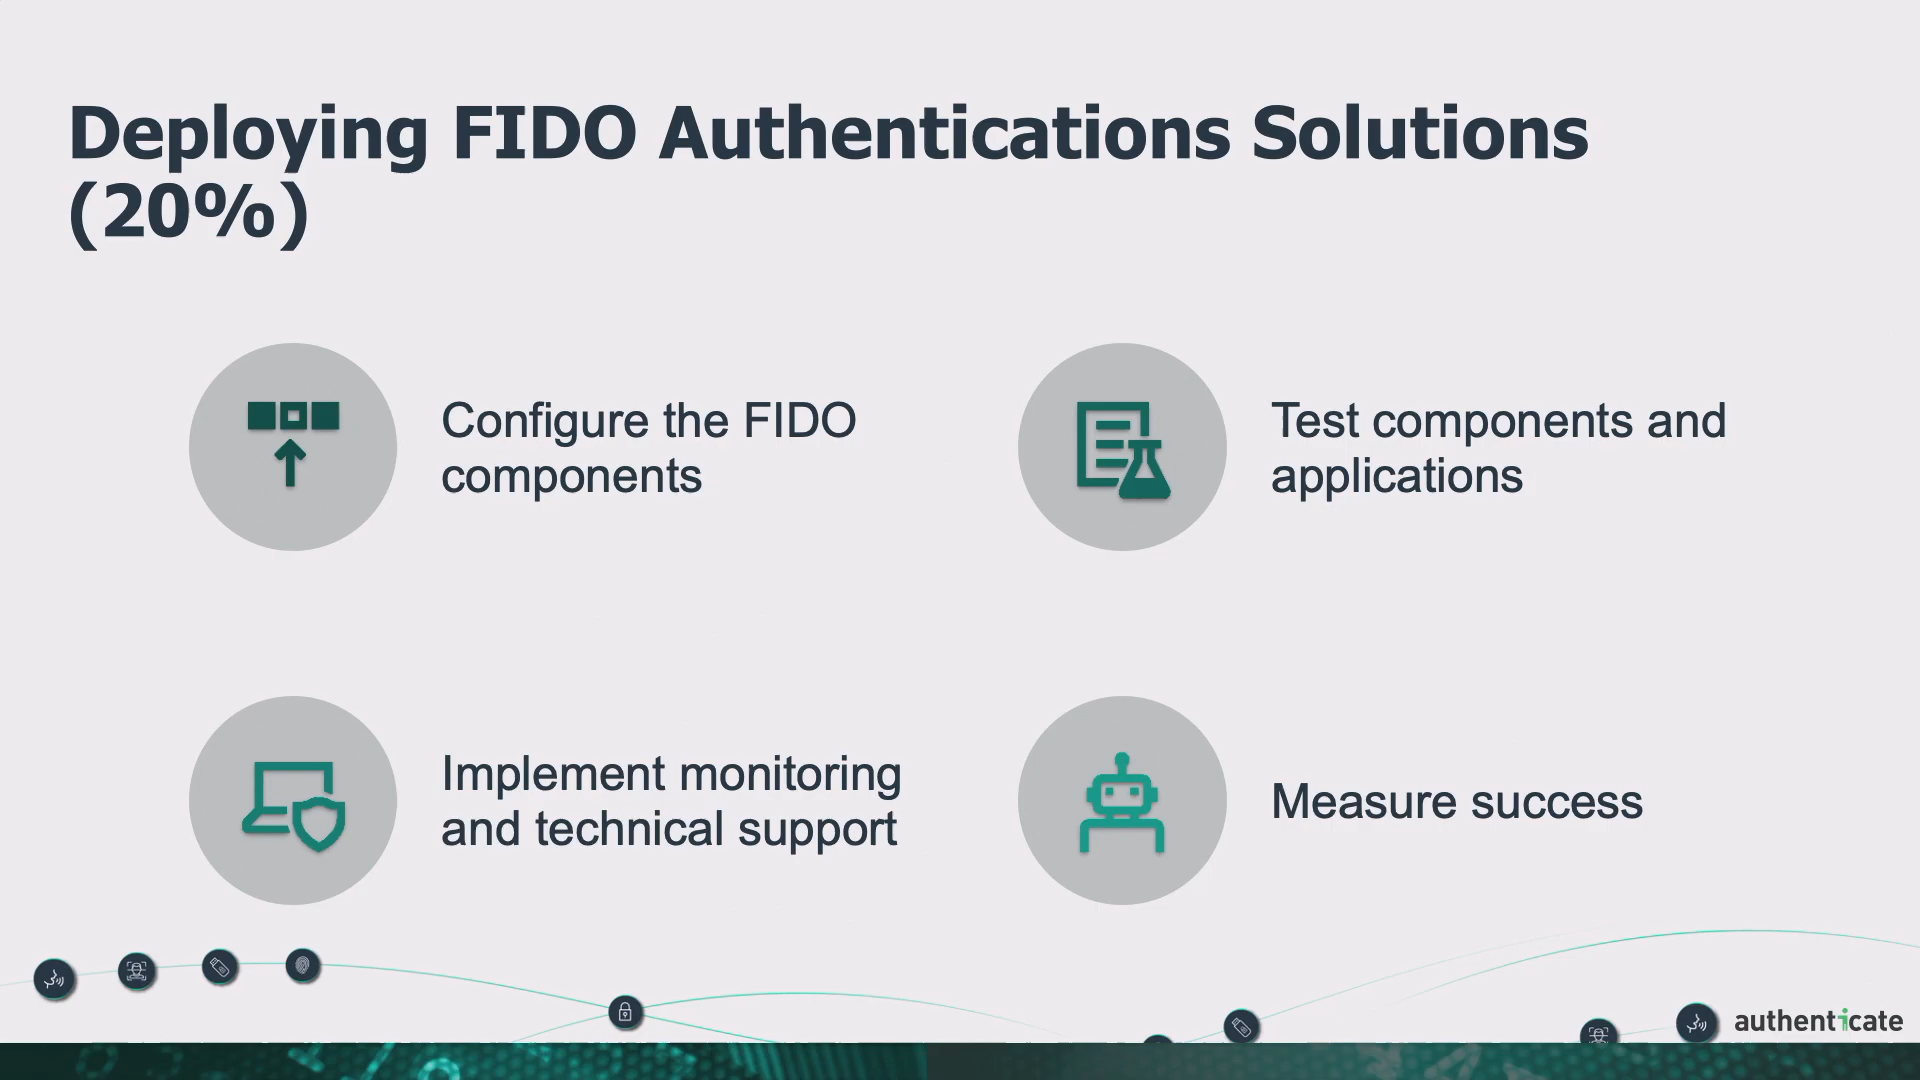 Deploying FIDO Authentications Solutions
(20%)
Configure the FIDO
components
Test components and
applications
Implement monitoring
and technical support
Measure success
authenticate